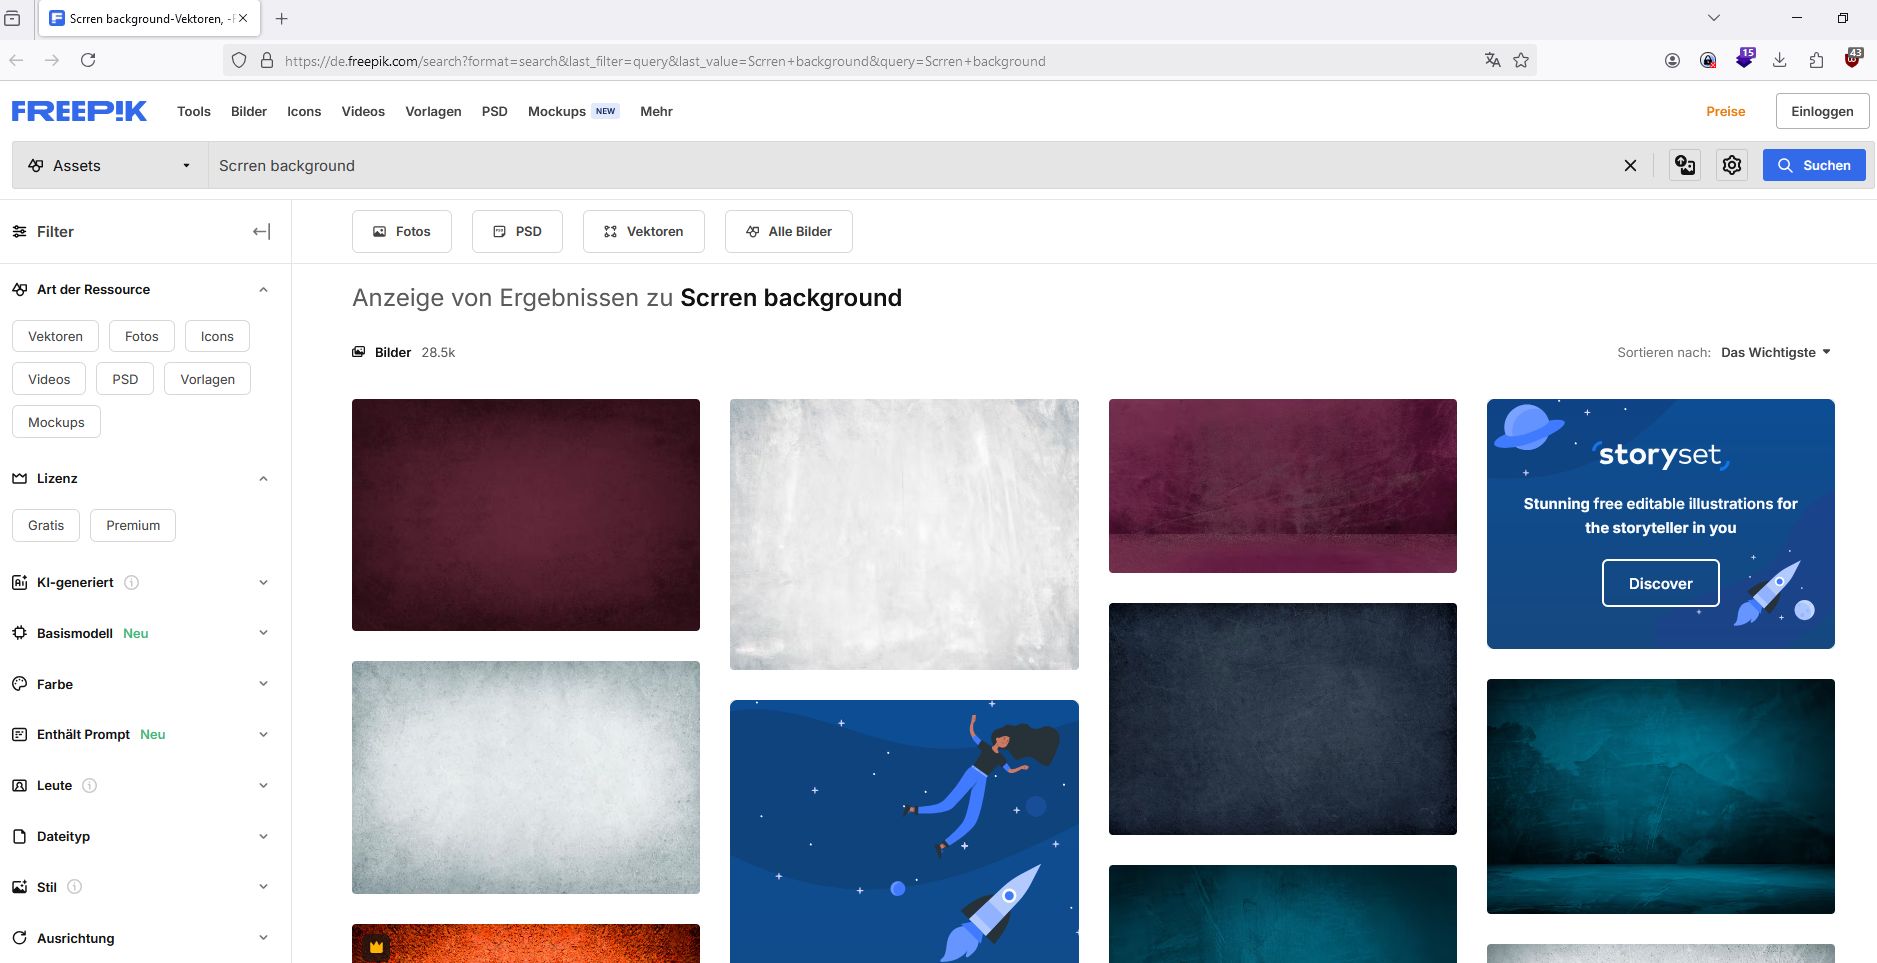 Scrren background-Vektoren, -F
https://de.freepik.com/search?format=search&last_filter=query&last_value=Scrren+background&query=Scrren+background
15
43
FREEP!K
Tools
Bilder
Icons
Videos
Vorlagen
PSD
Mockups NEW
Mehr
Preise
Einloggen
Assets
Scrren background
Suchen
Filter
Fotos
PSD
Vektoren
Alle Bilder
Art der Ressource
Vektoren
Fotos
Icons
Videos
PSD
Vorlagen
Mockups
Lizenz
Gratis
Premium
KI-generiert
Basismodell Neu
Farbe
Enthält Prompt Neu
Leute
Dateityp
Stil
Ausrichtung
Anzeige von Ergebnissen zu Scrren background
Bilder 28.5k
Sortieren nach: Das Wichtigste
storyset
Stunning free editable illustrations for
the storyteller in you
Discover